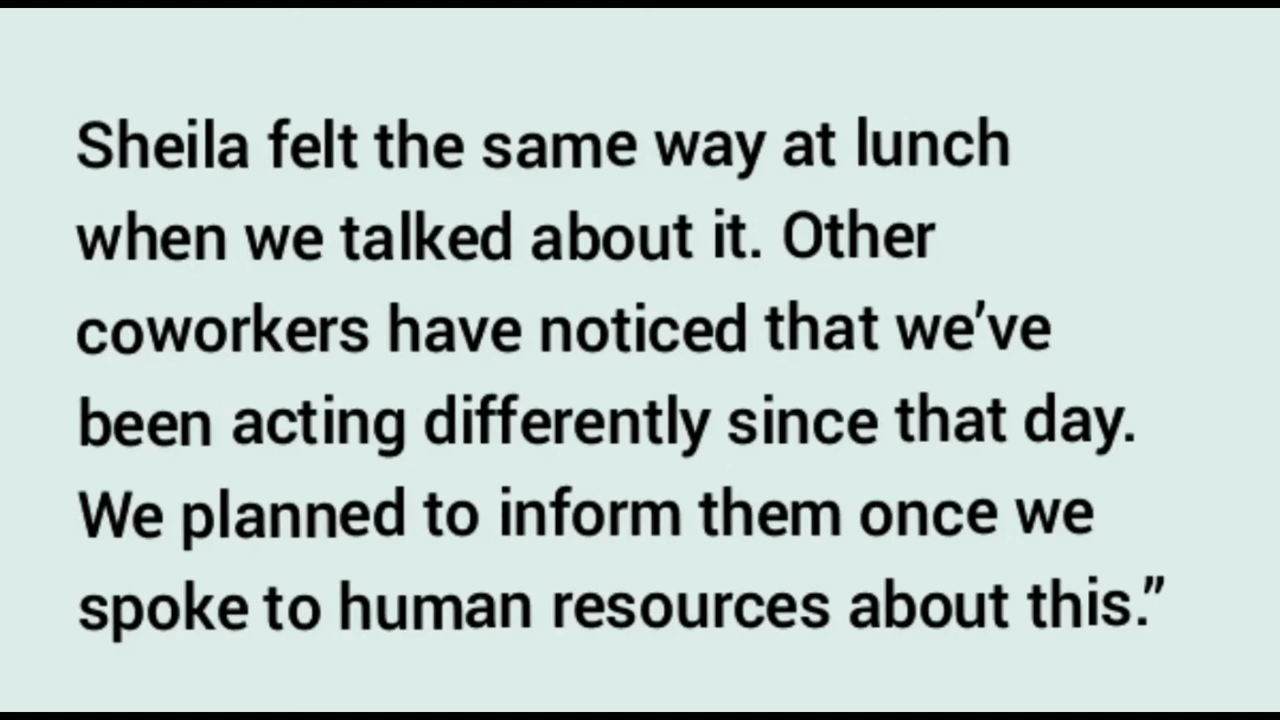 Sheila felt the same way at lunch
when we talked about it. Other
coworkers have noticed that we’ve
been acting differently since that day.
We planned to inform them once we
spoke to human resources about this.”